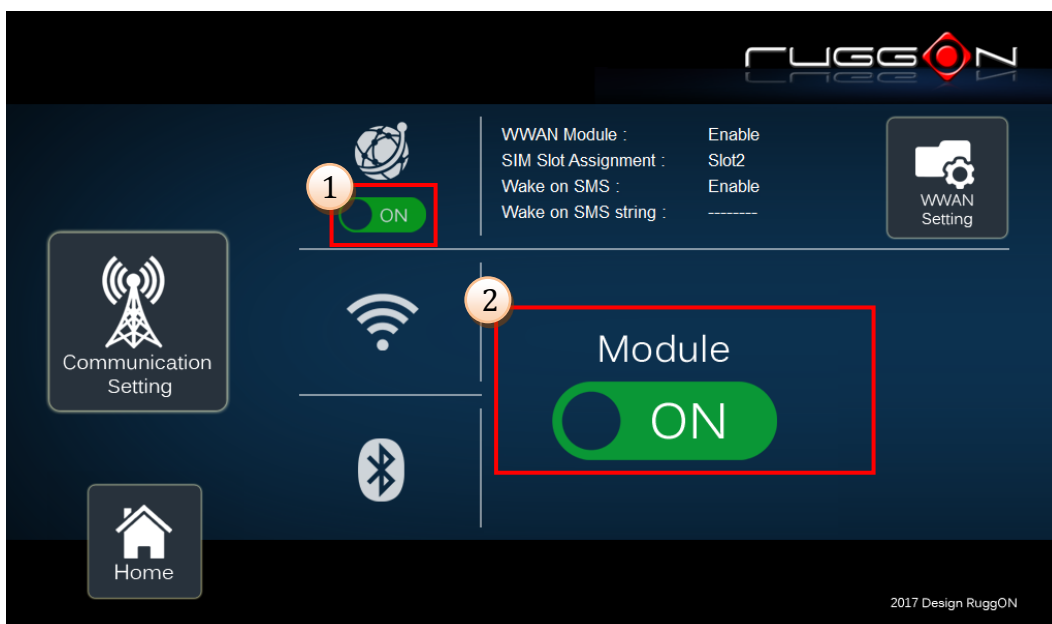 ruggON
WWAN Module : Enable
SIM Slot Assignment : Slot2
Wake on SMS : Enable
Wake on SMS string : --------
WWAN
Setting
1
ON
Communication
Setting
2
Module
ON
Home
2017 Design RuggON